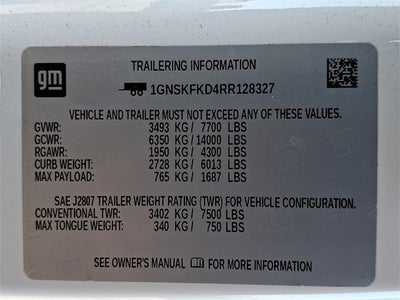 gm
TRAILERING INFORMATION
1GNSKFKD4RR128327
VEHICLE AND TRAILER MUST NOT EXCEED ANY OF THESE VALUES.
GVWR: 3493 KG / 7700 LBS
GCWR: 6350 KG / 14000 LBS
RGAWR: 1950 KG / 4300 LBS
CURB WEIGHT: 2728 KG / 6013 LBS
MAX PAYLOAD: 765 KG / 1687 LBS
SAE J2807 TRAILER WEIGHT RATING (TWR) FOR VEHICLE CONFIGURATION.
CONVENTIONAL TWR: 3402 KG / 7500 LBS
MAX TONGUE WEIGHT: 340 KG / 750 LBS
SEE OWNER'S MANUAL FOR MORE INFORMATION